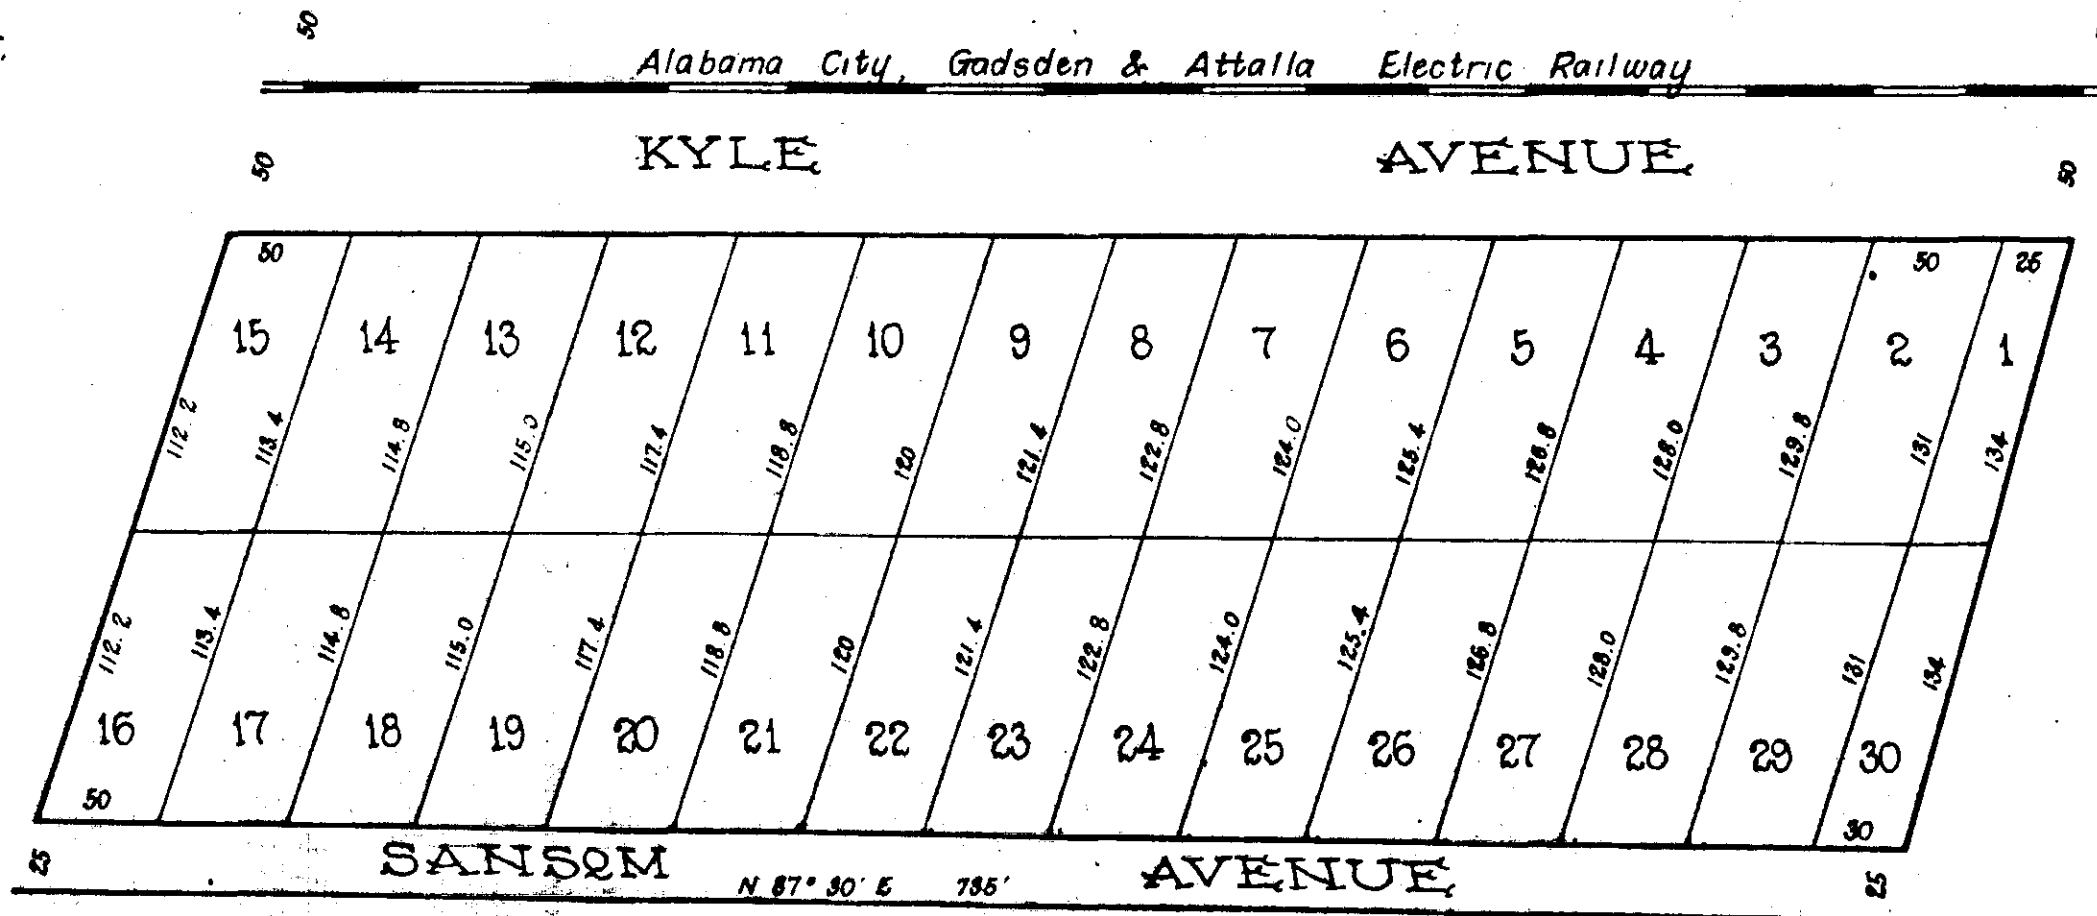 50
Alabama City, Gadsden & Attalla Electric Railway
50 KYLE AVENUE 50
50 50 26
15 14 13 12 11 10 9 8 7 6 5 4 3 2 1
112.2 113.4 114.8 115.0 117.4 118.8 120 121.4 122.8 124.0 125.4 126.8 128.0 129.8 131 134
112.2 113.4 114.8 115.0 117.4 118.8 120 121.4 122.8 124.0 125.4 126.8 128.0 129.8 131 134
16 17 18 19 20 21 22 23 24 25 26 27 28 29 30
50 30
25 SANSOM AVENUE 25
N 87° 30' E 735'